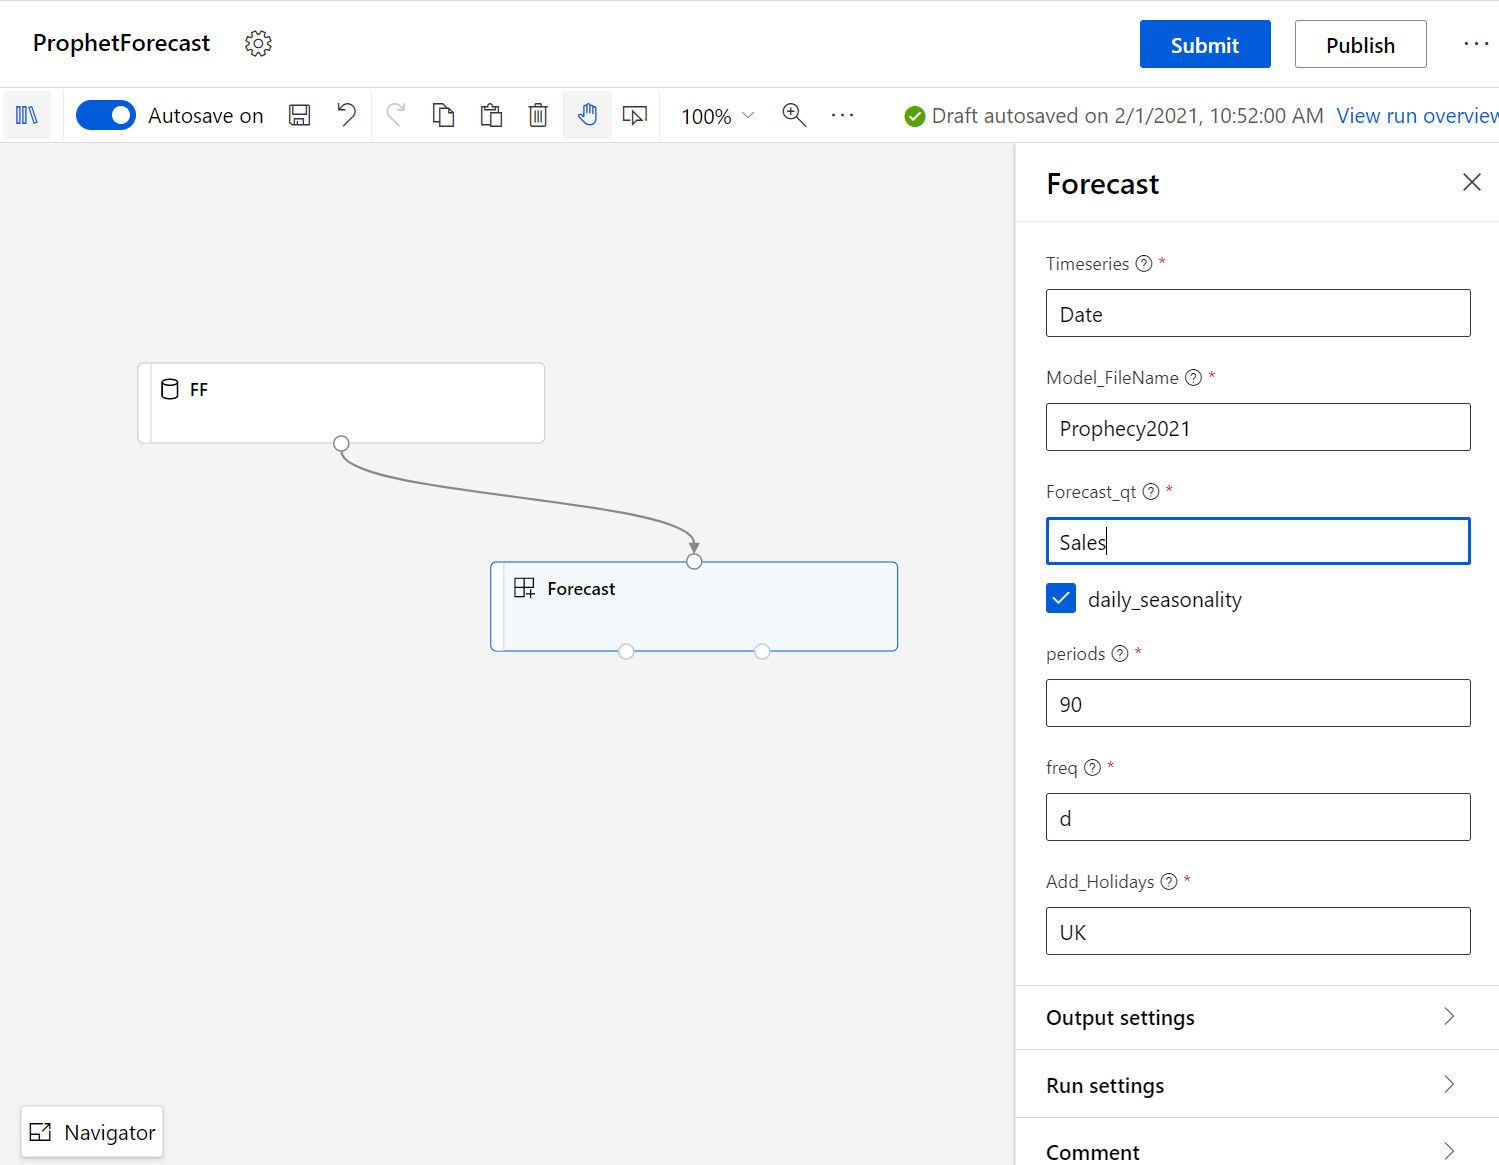 ProphetForecast
Submit
Publish
Autosave on
100%
Draft autosaved on 2/1/2021, 10:52:00 AM
View run overview
FF
Forecast
Navigator
Forecast
Timeseries *
Date
Model_FileName *
Prophecy2021
Forecast_qt *
Sales
daily_seasonality
periods *
90
freq *
d
Add_Holidays *
UK
Output settings
Run settings
Comment